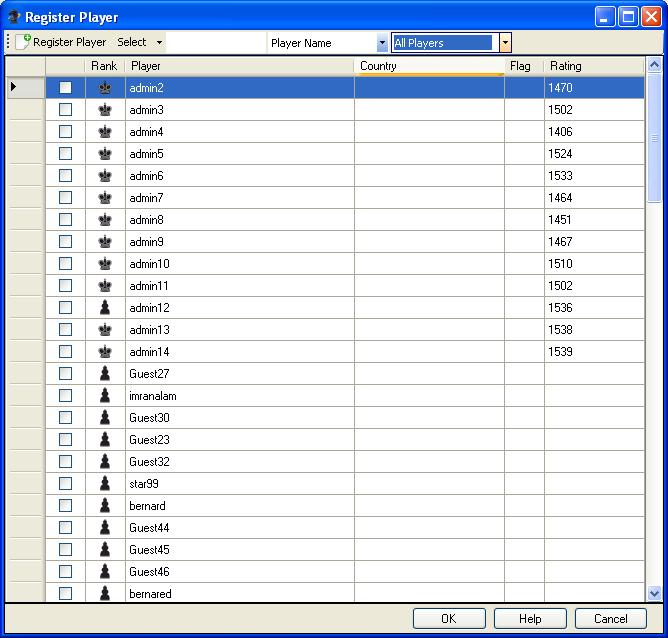 Register Player
Register Player Select Player Name All Players
Rank Player Country Flag Rating
admin2 1470
admin3 1502
admin4 1406
admin5 1524
admin6 1533
admin7 1464
admin8 1451
admin9 1467
admin10 1510
admin11 1502
admin12 1536
admin13 1538
admin14 1539
Guest27
imranalam
Guest30
Guest23
Guest32
star99
bernard
Guest44
Guest45
Guest46
bernared
OK Help Cancel